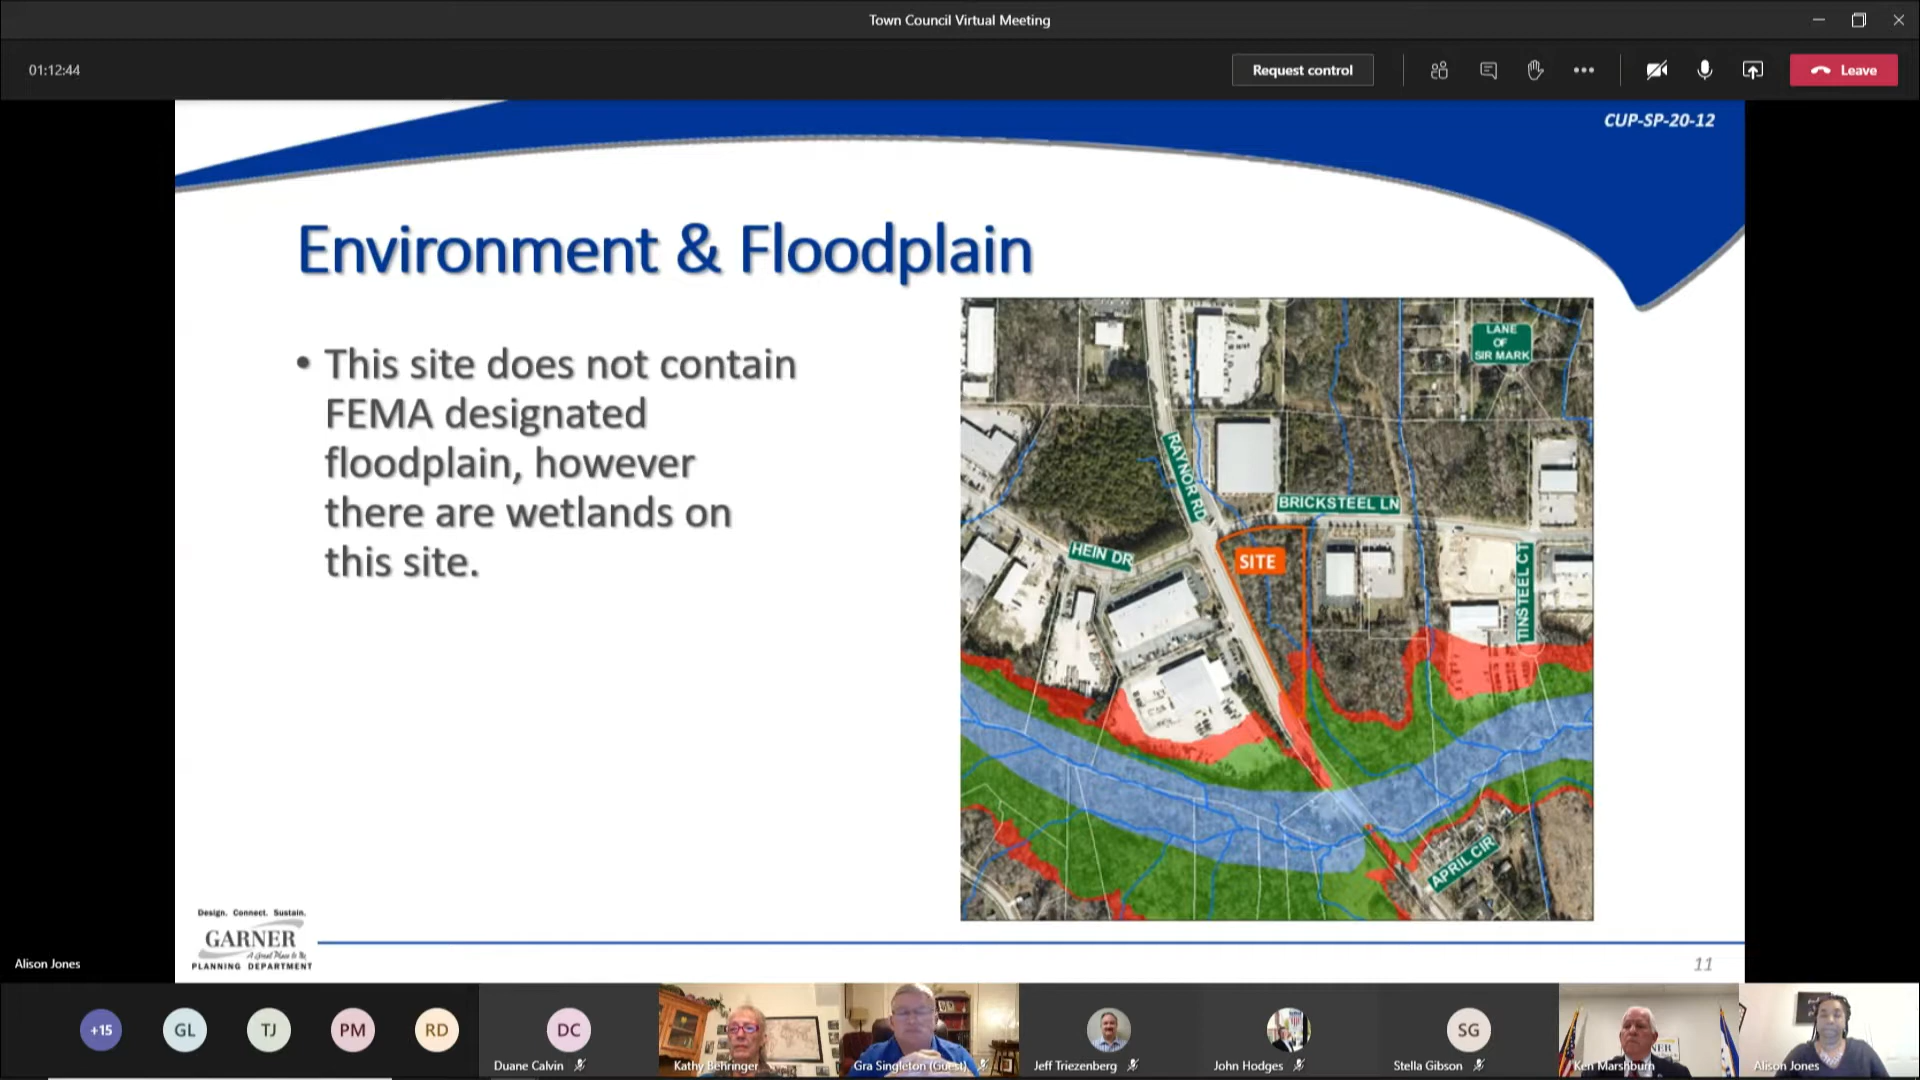 Town Council Virtual Meeting
01:12:44
Request control
Leave
CUP-SP-20-12
Environment & Floodplain
• This site does not contain
FEMA designated
floodplain, however
there are wetlands on
this site.
LANE
OF
SIR MARK
RAYNOR RD
BRICKSTEEL LN
HEIN DR
SITE
TINSTEEL CT
APRIL CIR
Design. Connect. Sustain.
GARNER
A Great Place to Be
PLANNING DEPARTMENT
11
Alison Jones
+15
GL
TJ
PM
RD
DC
SG
Duane Calvin
Kathy Behringer
Gra Singleton (Guest)
Jeff Triezenberg
John Hodges
Stella Gibson
Ken Marshburn
Alison Jones